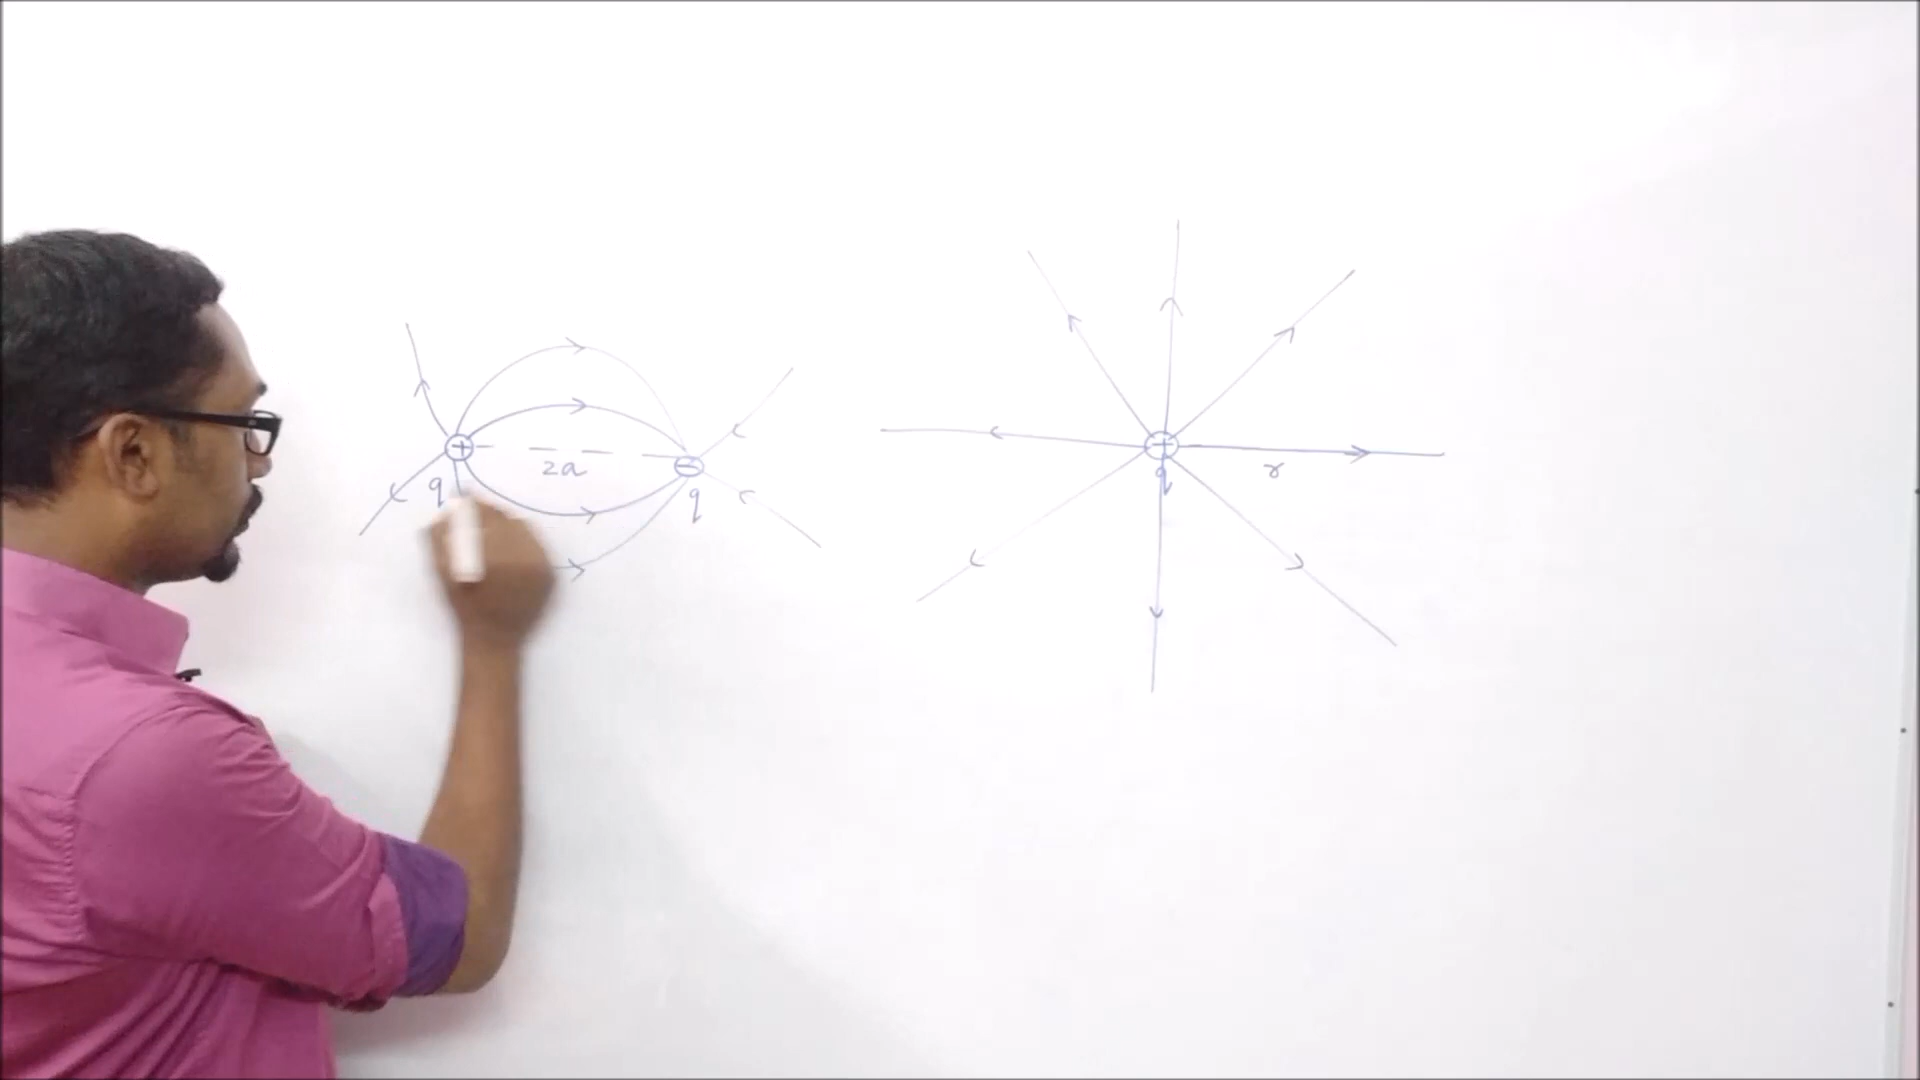 + 2a −
q q
+ r
q